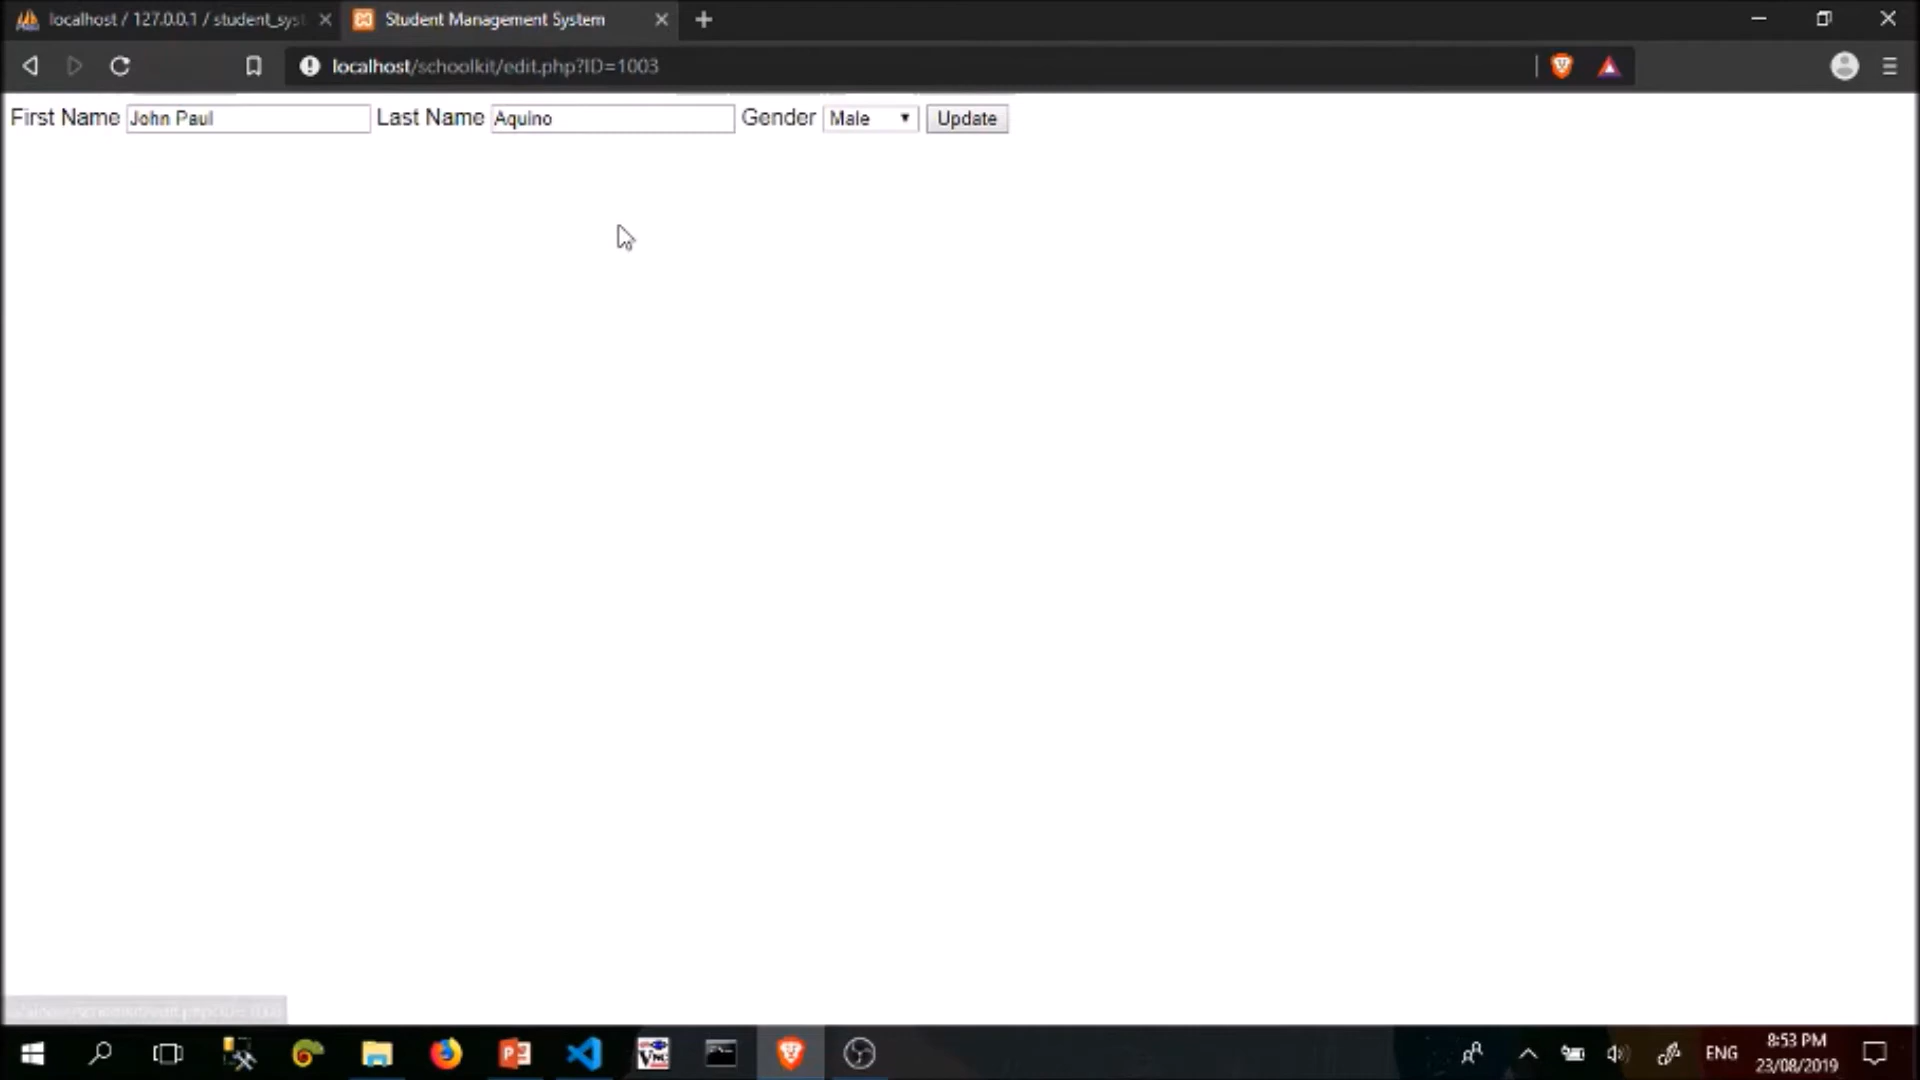 localhost / 127.0.0.1 / student_syst
Student Management System
localhost/schoolkit/edit.php?ID=1003
First Name John Paul Last Name Aquino Gender Male Update
ENG
8:53 PM
23/08/2019